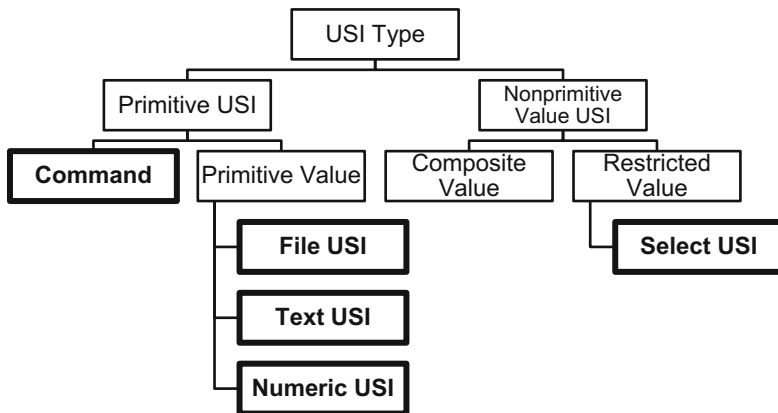 USI Type
Primitive USI
Nonprimitive
Value USI
Command
Primitive Value
Composite
Value
Restricted
Value
File USI
Select USI
Text USI
Numeric USI